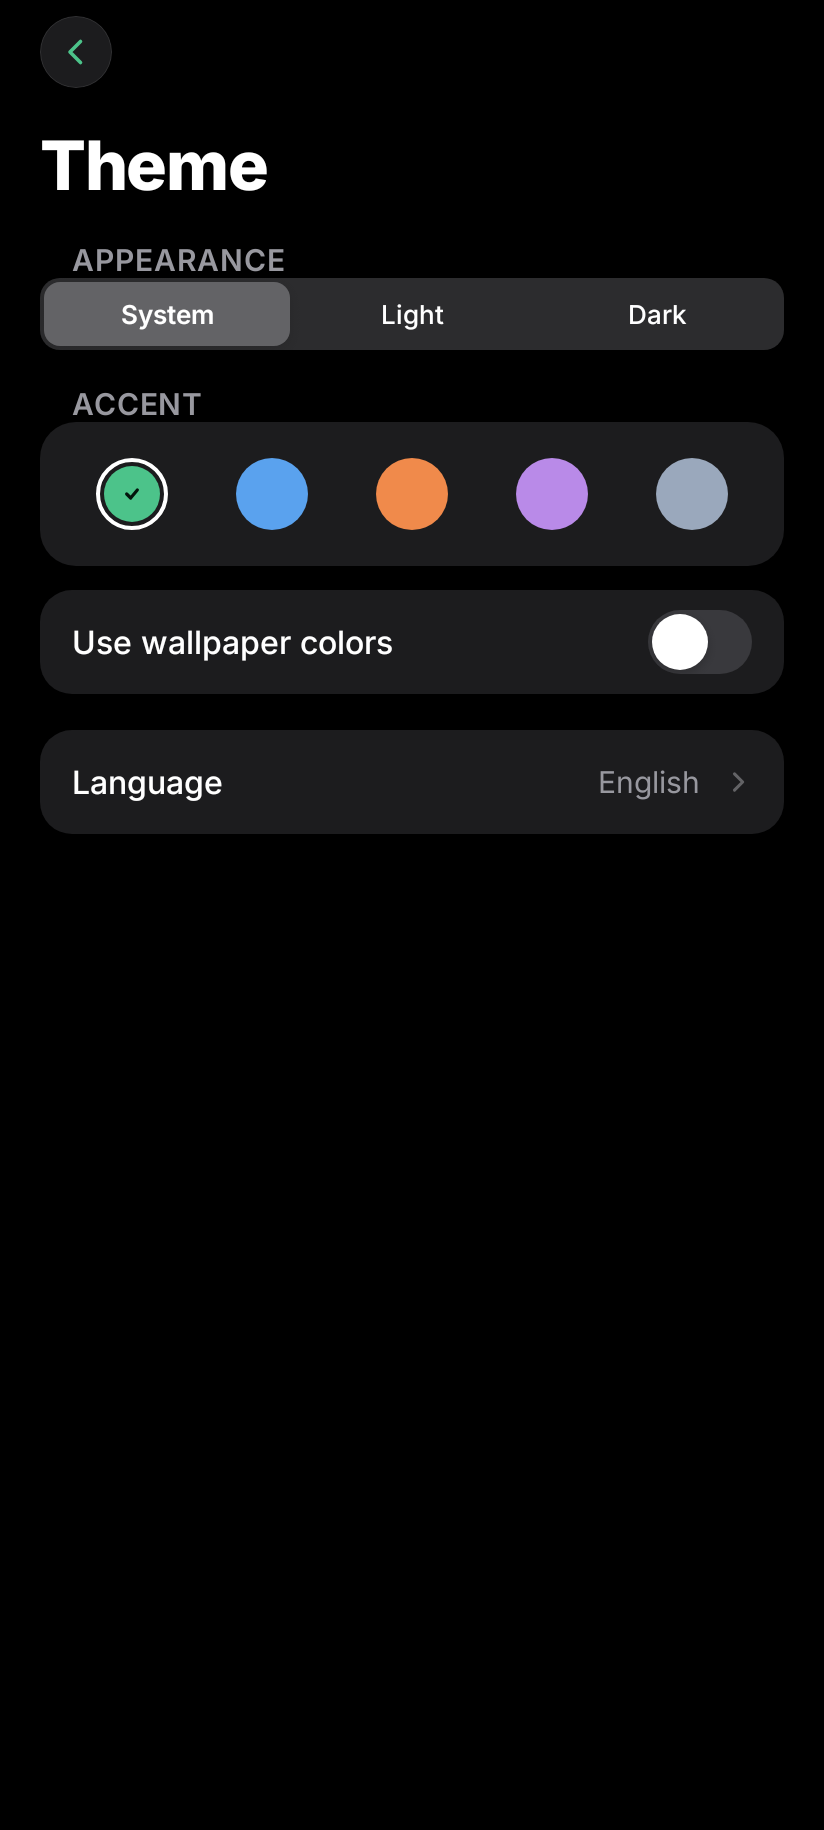 Theme
APPEARANCE
System Light Dark
ACCENT
Use wallpaper colors
Language English